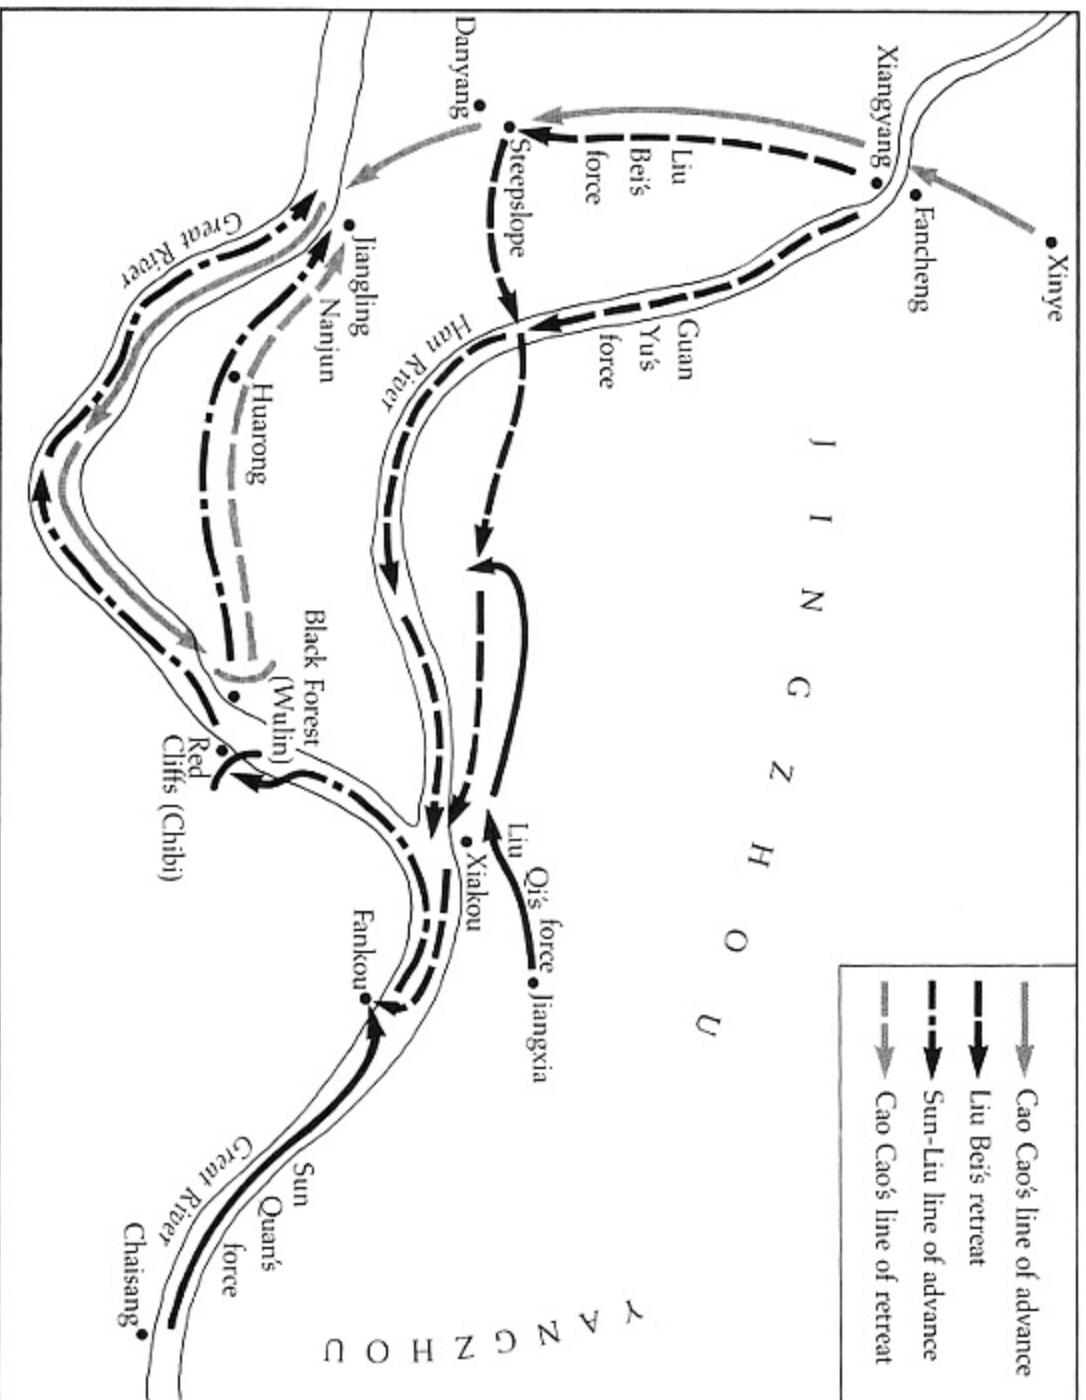 Xinye
Fancheng
Xiangyang
Liu
Bei's
force
Guan
Yu's
force
JINGZHOU
Cao Cao's line of advance
Liu Bei's retreat
Sun-Liu line of advance
Cao Cao's line of retreat
Danyang
Steepslope
Han River
Liu Qi's force
Jiangxia
Xiakou
Jiangling
Nanjun
Huarong
Great River
Black Forest
(Wulin)
Red
Cliffs (Chibi)
Fankou
Sun
Quan's
force
Great River
Chaisang
YANGZHOU